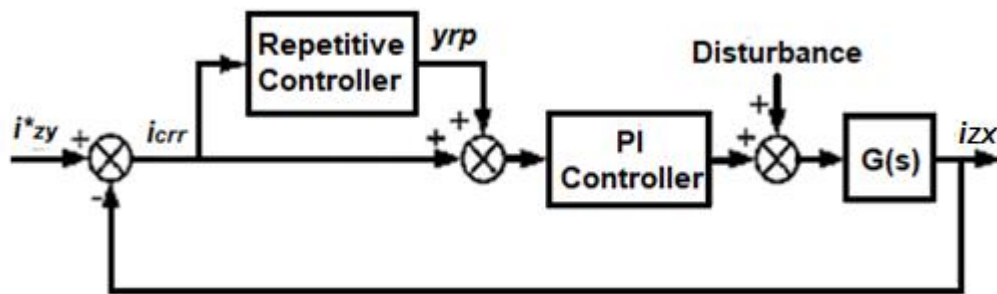 Repetitive
Controller
yrp
Disturbance
+
+
i*zy
+
icrr
+
PI
Controller
+
G(s)
izx
-